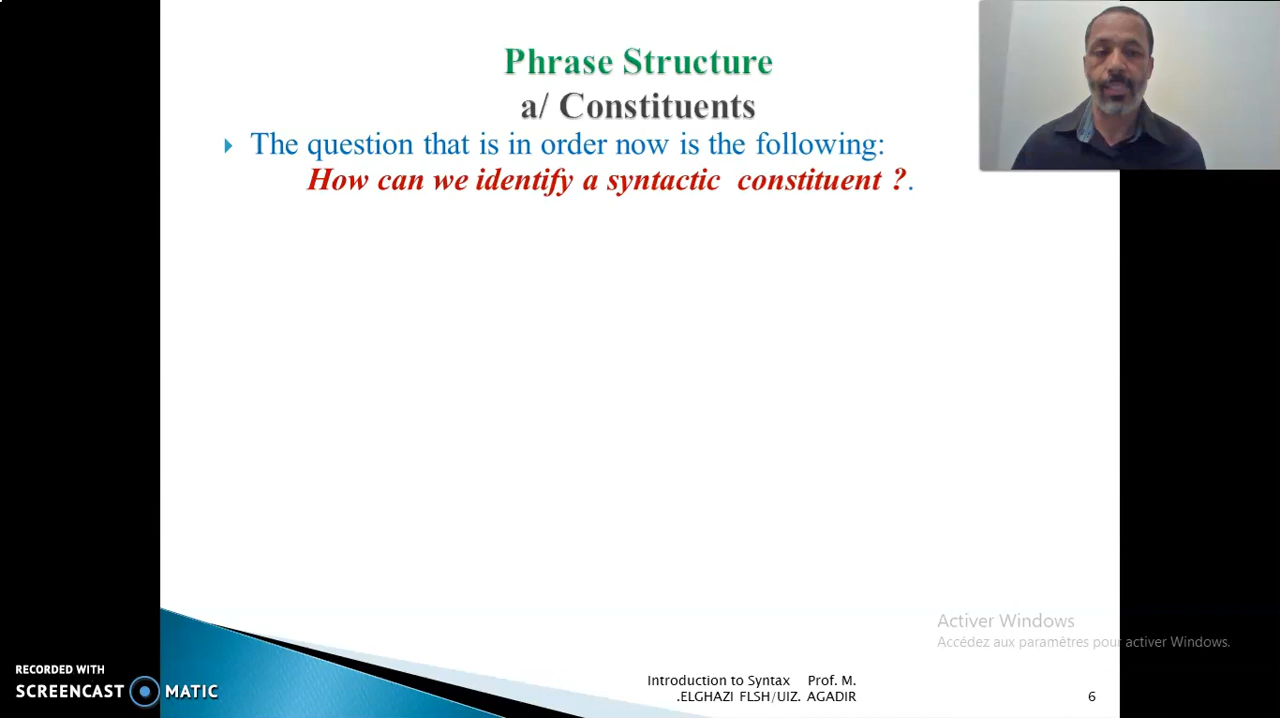 Phrase Structure
a/ Constituents
The question that is in order now is the following:
How can we identify a syntactic constituent ?.
Activer Windows
Accédez aux paramètres pour activer Windows.
RECORDED WITH
SCREENCAST MATIC
Introduction to Syntax Prof. M.
.ELGHAZI FLSH/UIZ. AGADIR
6